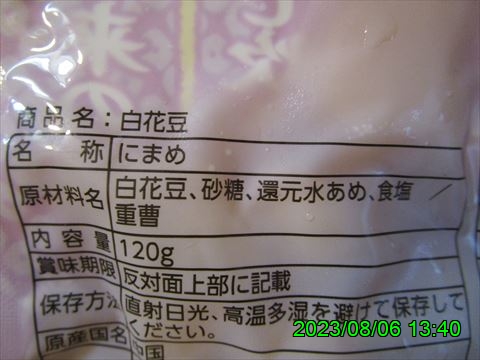 来の
商品名：白花豆
名称 にまめ
原材料名 白花豆、砂糖、還元水あめ、食塩／
重曹
内容量 120g
賞味期限 反対面上部に記載
保存方法 直射日光、高温多湿を避けて保存して
ください。
原産国名 中国
2023/08/06 13:40